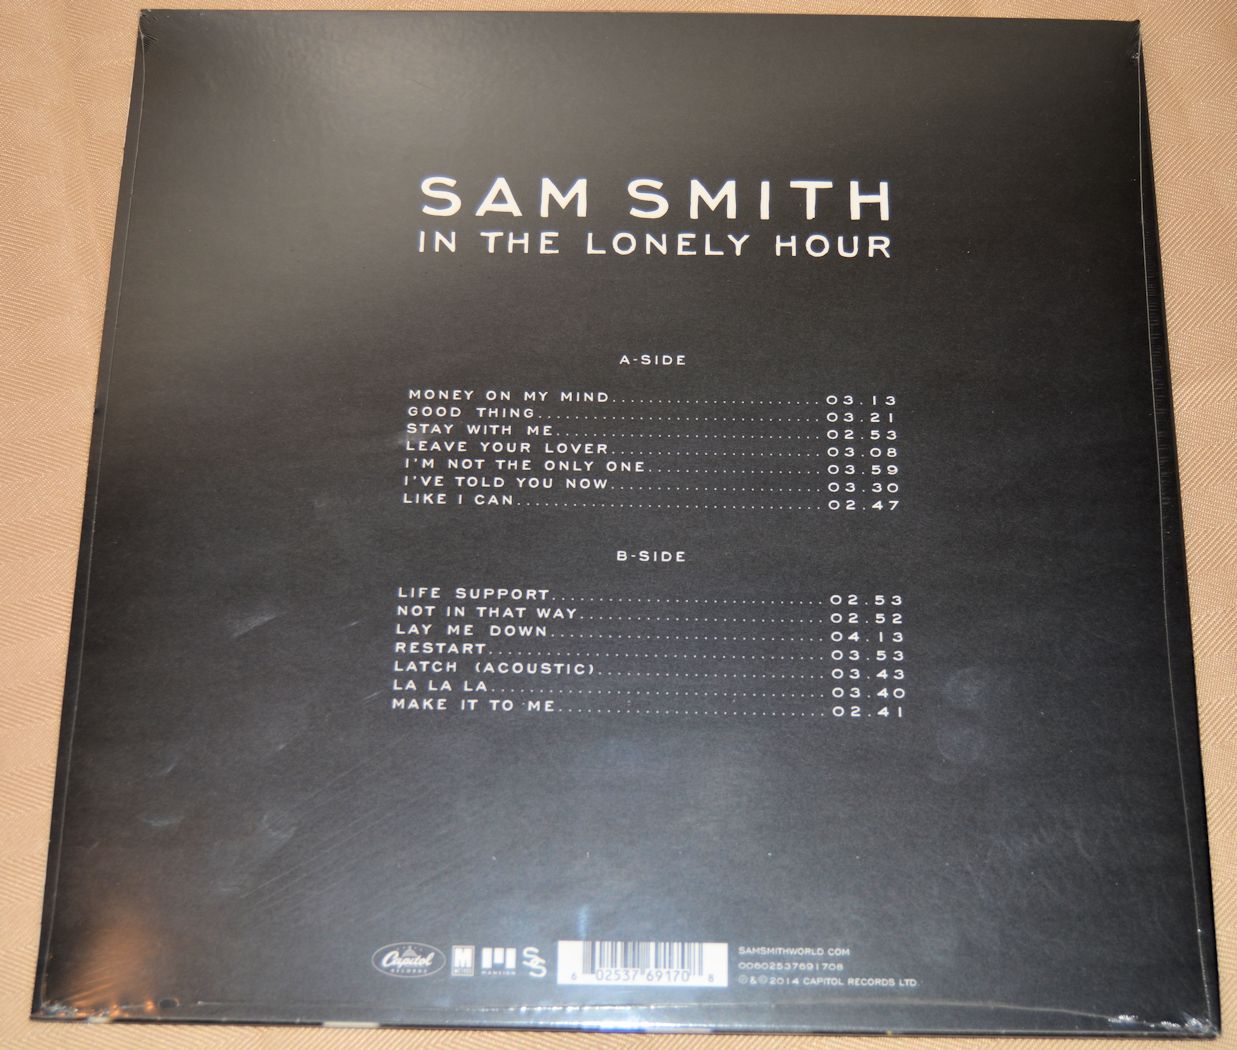 SAM SMITH
IN THE LONELY HOUR
A-SIDE
MONEY ON MY MIND.......................03.13
GOOD THING................................03.21
STAY WITH ME..............................02.53
LEAVE YOUR LOVER........................03.08
I'M NOT THE ONLY ONE....................03.59
I'VE TOLD YOU NOW........................03.30
LIKE I CAN..................................02.47
B-SIDE
LIFE SUPPORT...............................02.53
NOT IN THAT WAY............................02.52
LAY ME DOWN...............................04.13
RESTART......................................03.53
LATCH (ACOUSTIC)..........................03.43
LA LA LA.....................................03.40
MAKE IT TO ME..............................02.41
Capitol
RECORDS
M
MANSION
SS
6 02537 69170 8
SAMSMITHWORLD.COM
00602537691708
©&℗2014 CAPITOL RECORDS LTD.